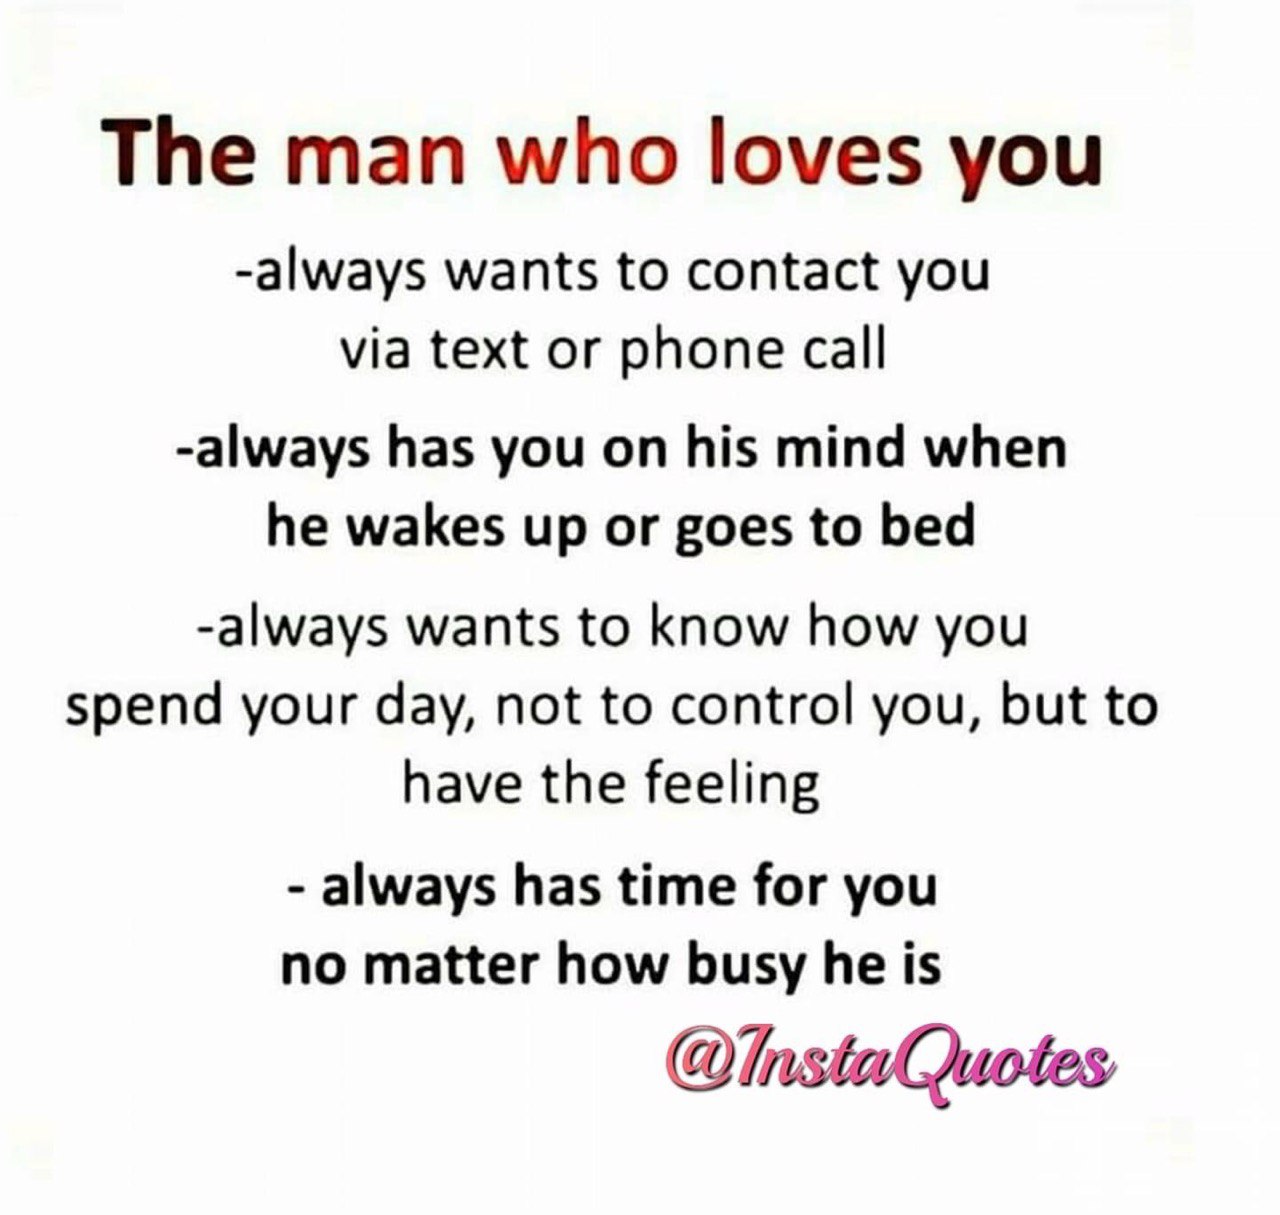 The man who loves you
-always wants to contact you
via text or phone call
-always has you on his mind when
he wakes up or goes to bed
-always wants to know how you
spend your day, not to control you, but to
have the feeling
- always has time for you
no matter how busy he is
@InstaQuotes